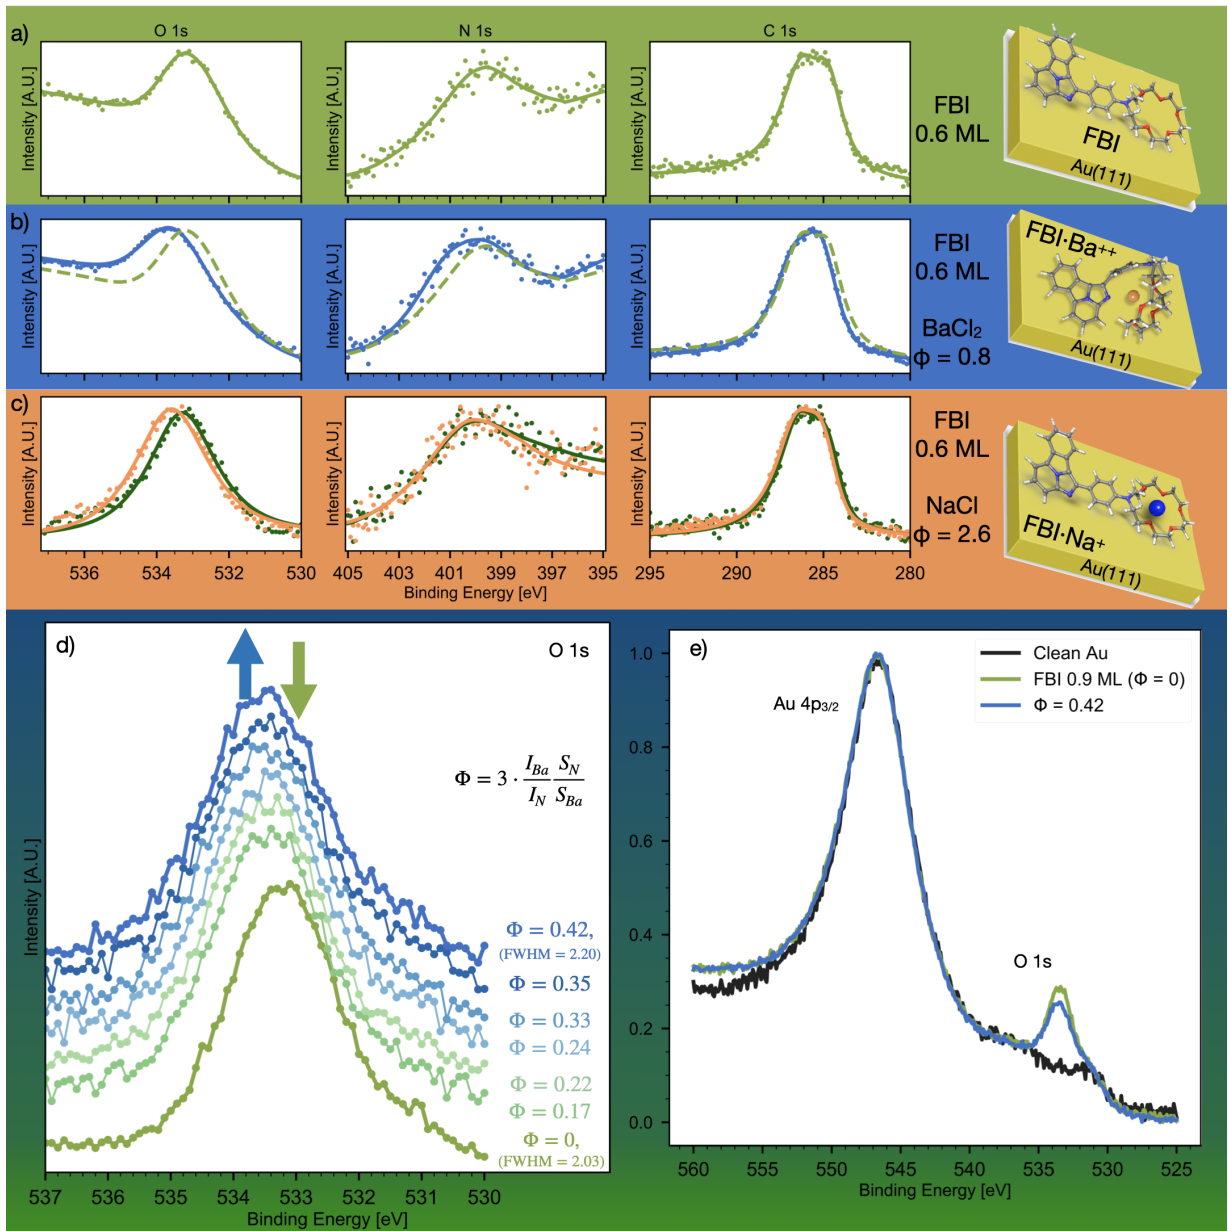 a)
O 1s
N 1s
C 1s
Intensity [A.U.]
Intensity [A.U.]
Intensity [A.U.]
FBI
0.6 ML
FBI
Au(111)
b)
Intensity [A.U.]
Intensity [A.U.]
Intensity [A.U.]
FBI
0.6 ML
BaCl₂
Φ = 0.8
FBI·Ba⁺⁺
Au(111)
c)
Intensity [A.U.]
Intensity [A.U.]
Intensity [A.U.]
536 534 532 530
405 403 401 399 397 395
295 290 285 280
Binding Energy [eV]
FBI
0.6 ML
NaCl
Φ = 2.6
FBI·Na⁺
Au(111)
d)
O 1s
Φ = 3 · I_Ba/I_N S_N/S_Ba
Intensity [A.U.]
Φ = 0.42,
(FWHM = 2.20)
Φ = 0.35
Φ = 0.33
Φ = 0.24
Φ = 0.22
Φ = 0.17
Φ = 0,
(FWHM = 2.03)
537 536 535 534 533 532 531 530
Binding Energy [eV]
e)
Clean Au
FBI 0.9 ML (Φ = 0)
Φ = 0.42
Au 4p₃/₂
O 1s
1.0
0.8
0.6
0.4
0.2
0.0
560 555 550 545 540 535 530 525
Binding Energy [eV]